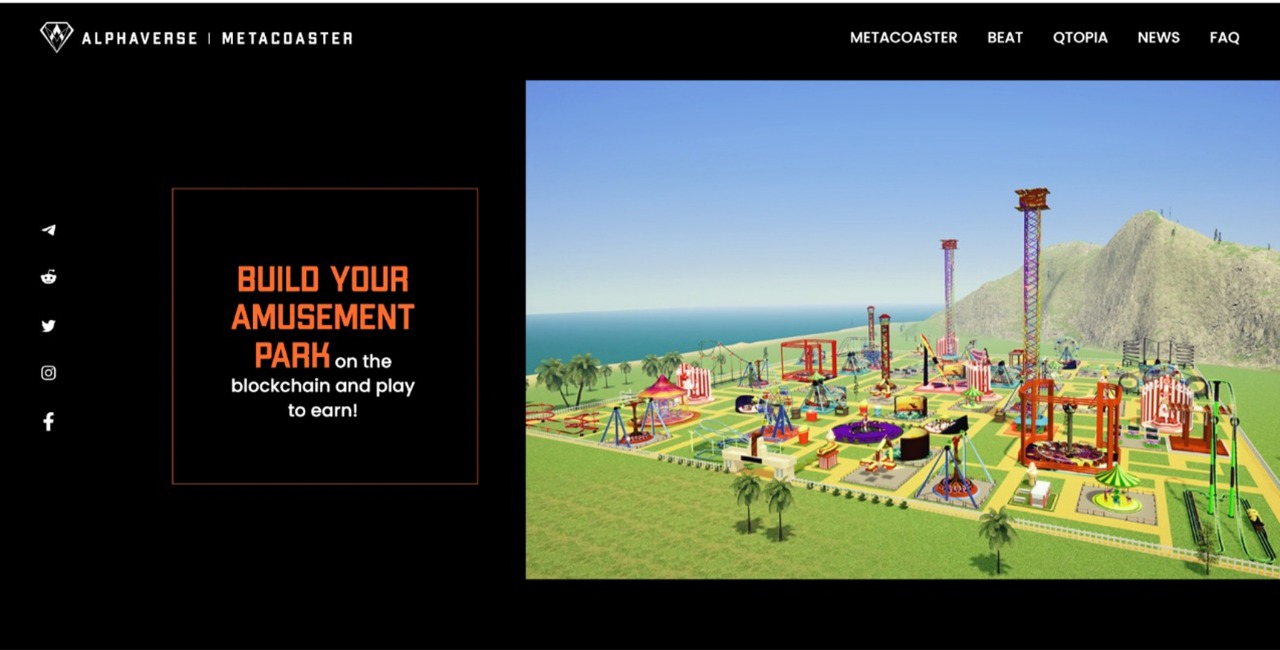 ALPHAVERSE | METACOASTER
METACOASTER BEAT QTOPIA NEWS FAQ
BUILD YOUR
AMUSEMENT
PARK on the
blockchain and play
to earn!